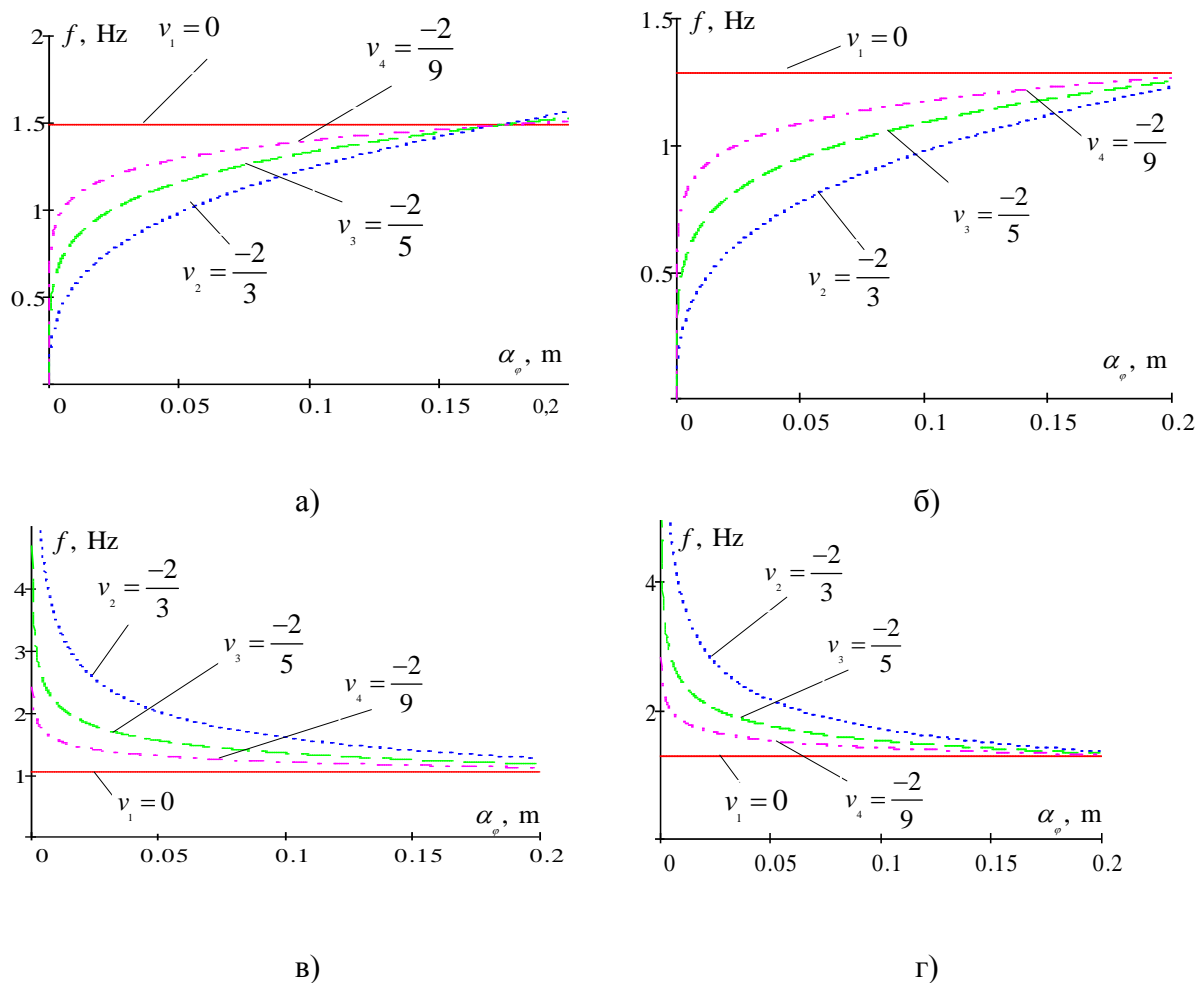 f, Hz
v₁ = 0
v₄ = −2/9
2
1.5
1
0.5
v₃ = −2/5
v₂ = −2/3
α_φ, m
0 0.05 0.1 0.15 0,2
а)
f, Hz
v₁ = 0
1.5
1
0.5
v₄ = −2/9
v₃ = −2/5
v₂ = −2/3
α_φ, m
0 0.05 0.1 0.15 0.2
б)
f, Hz
v₂ = −2/3
v₃ = −2/5
v₄ = −2/9
4
3
2
1
v₁ = 0
α_φ, m
0 0.05 0.1 0.15 0.2
в)
f, Hz
v₂ = −2/3
v₃ = −2/5
4
2
v₁ = 0
v₄ = −2/9
α_φ, m
0 0.05 0.1 0.15 0.2
г)